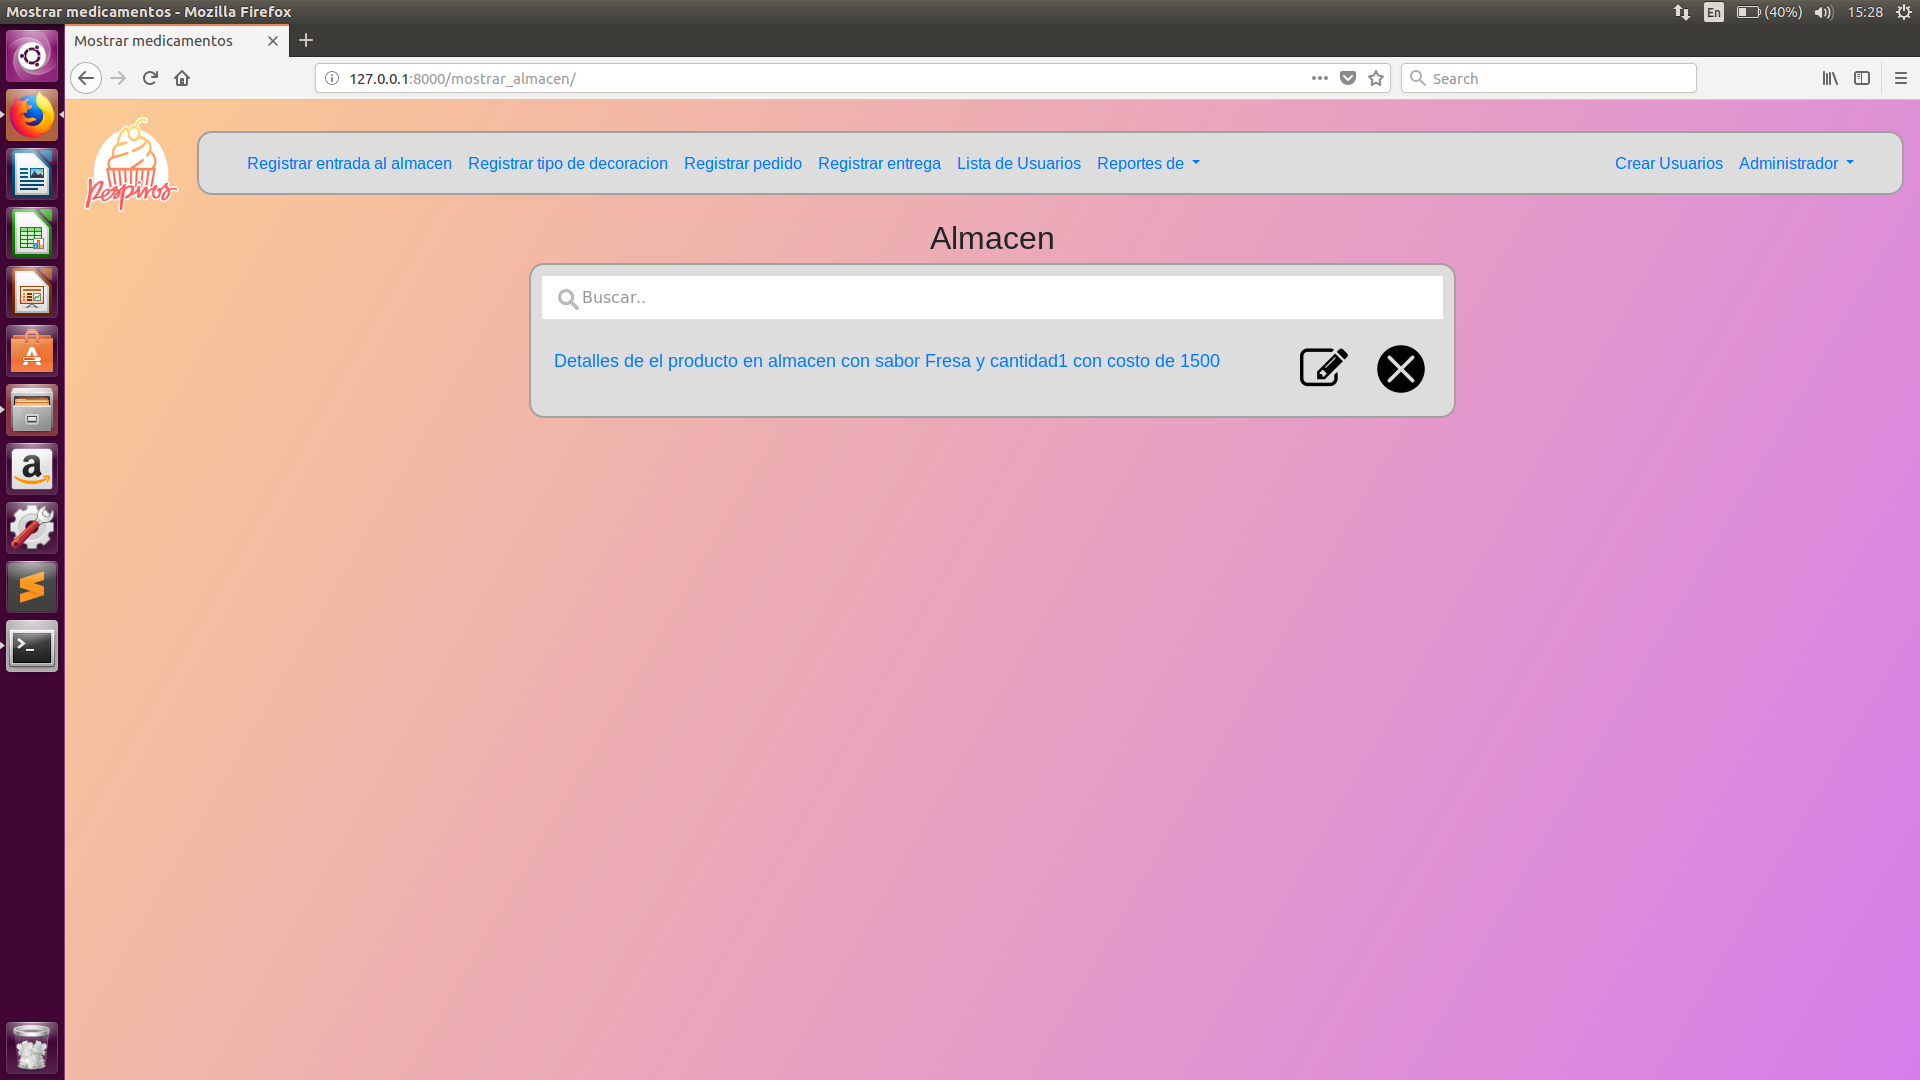 Mostrar medicamentos - Mozilla Firefox
En
(40%)
15:28
Mostrar medicamentos
127.0.0.1:8000/mostrar_almacen/
Search
Respiros
Registrar entrada al almacen
Registrar tipo de decoracion
Registrar pedido
Registrar entrega
Lista de Usuarios
Reportes de
Crear Usuarios
Administrador
Almacen
Buscar..
Detalles de el producto en almacen con sabor Fresa y cantidad1 con costo de 1500